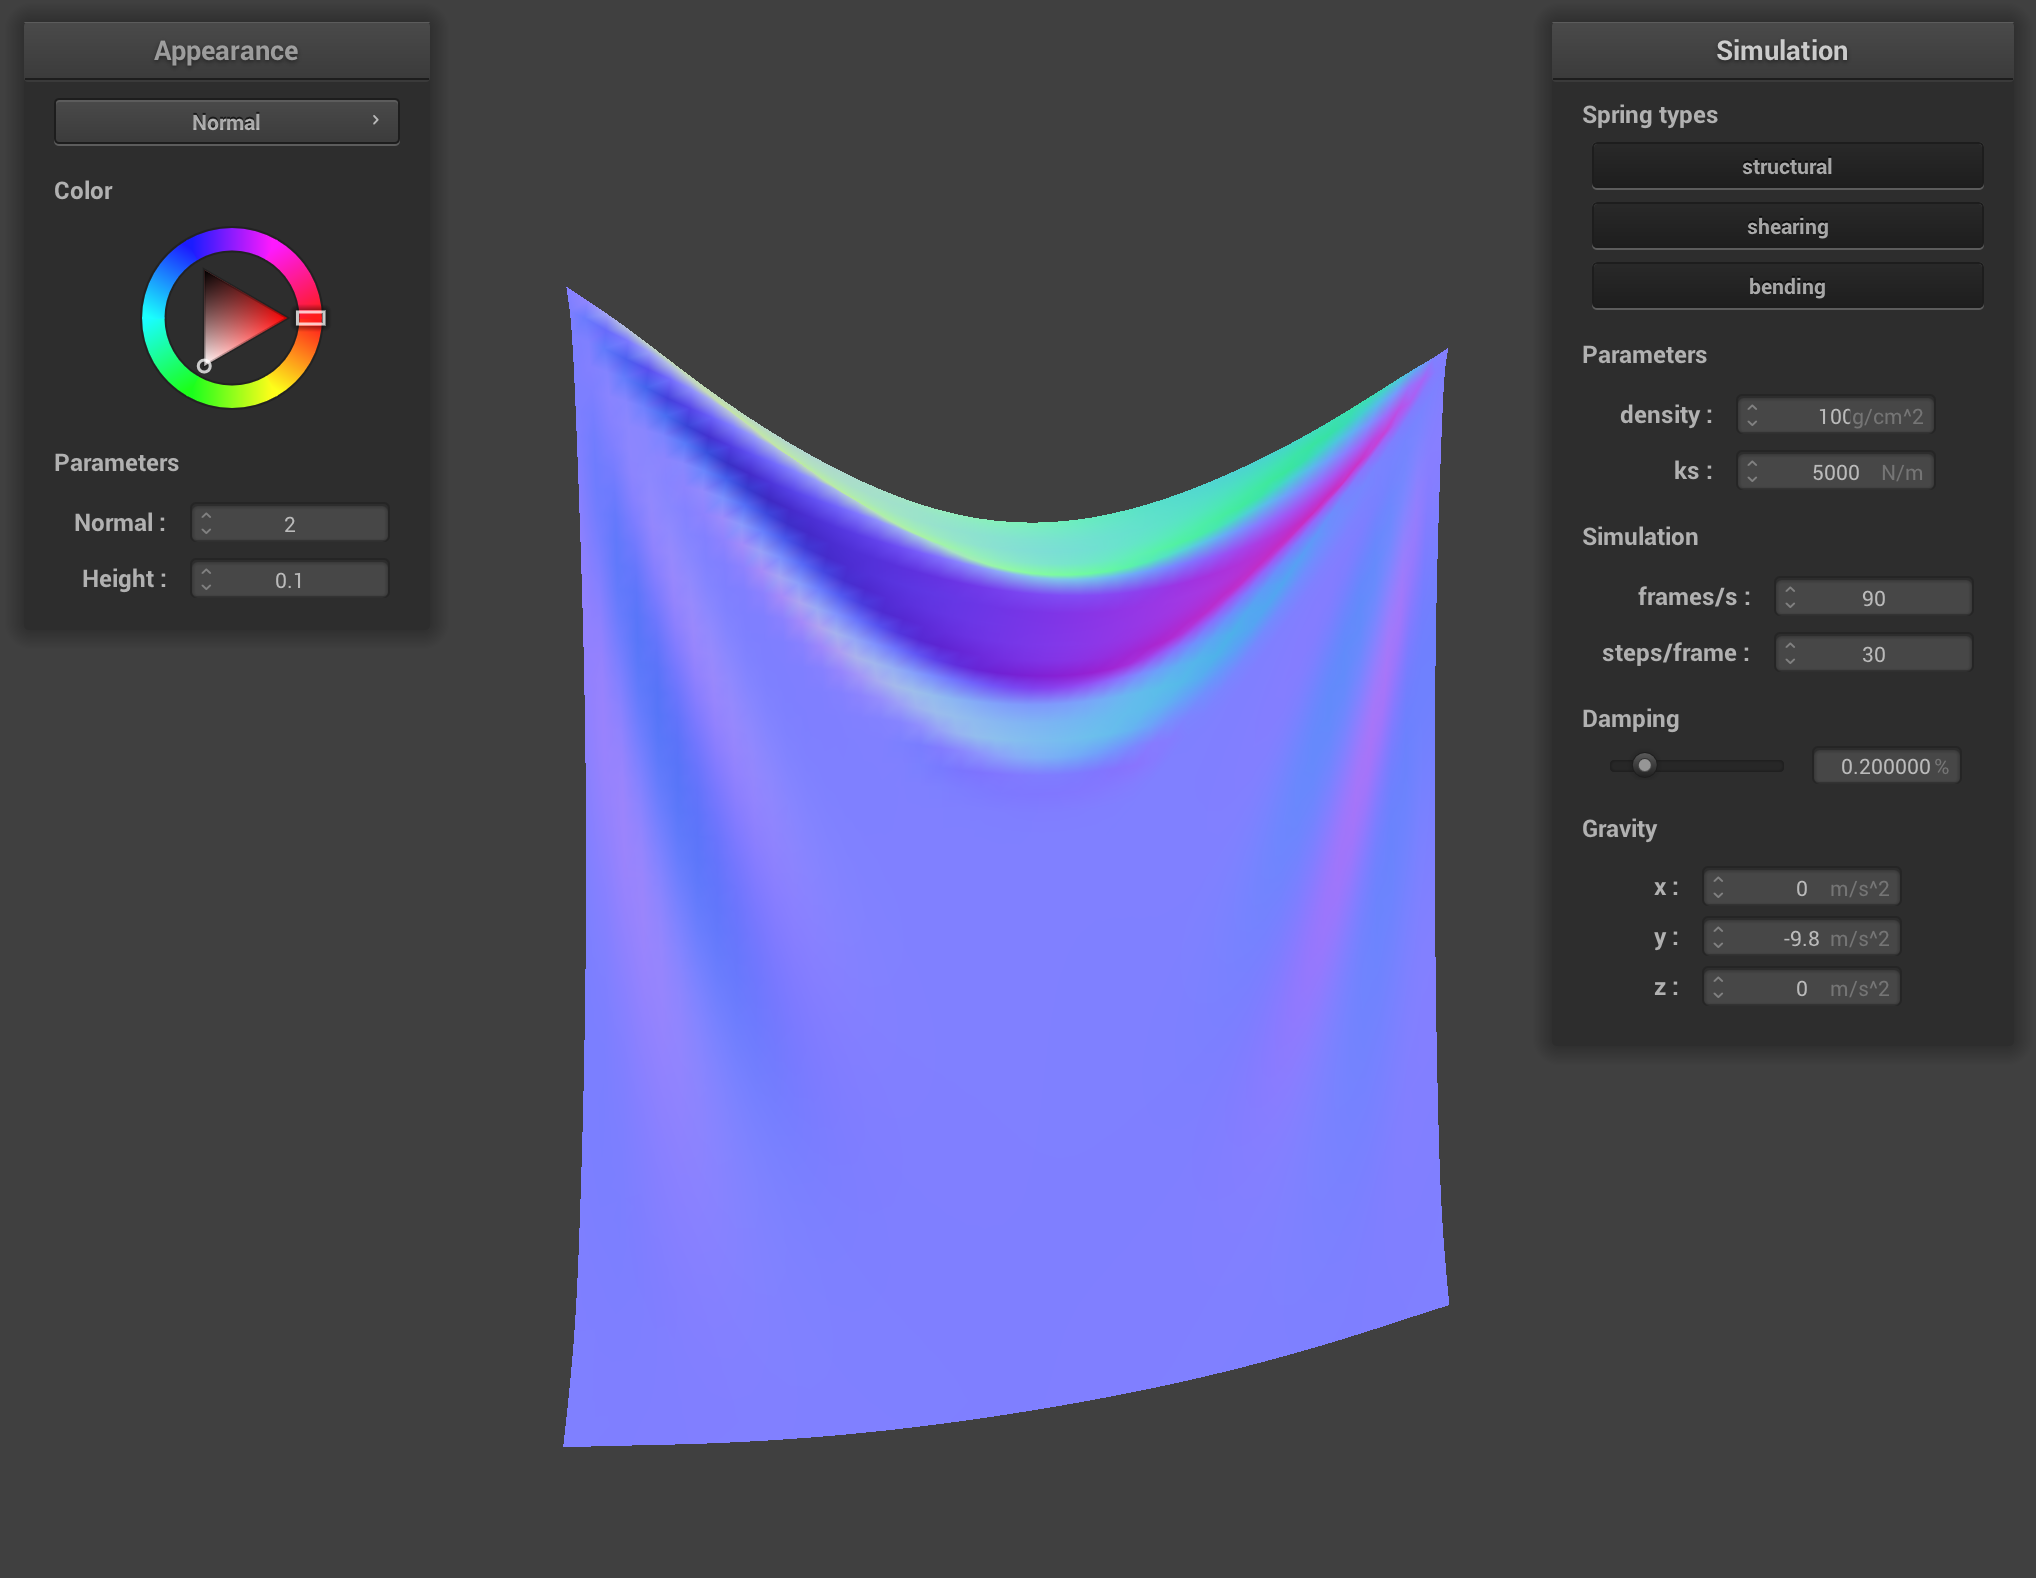 Appearance
Normal
Color
Parameters
Normal : 2
Height : 0.1
Simulation
Spring types
structural
shearing
bending
Parameters
density : 100g/cm^2
ks : 5000 N/m
Simulation
frames/s : 90
steps/frame : 30
Damping
0.200000 %
Gravity
x : 0 m/s^2
y : -9.8 m/s^2
z : 0 m/s^2